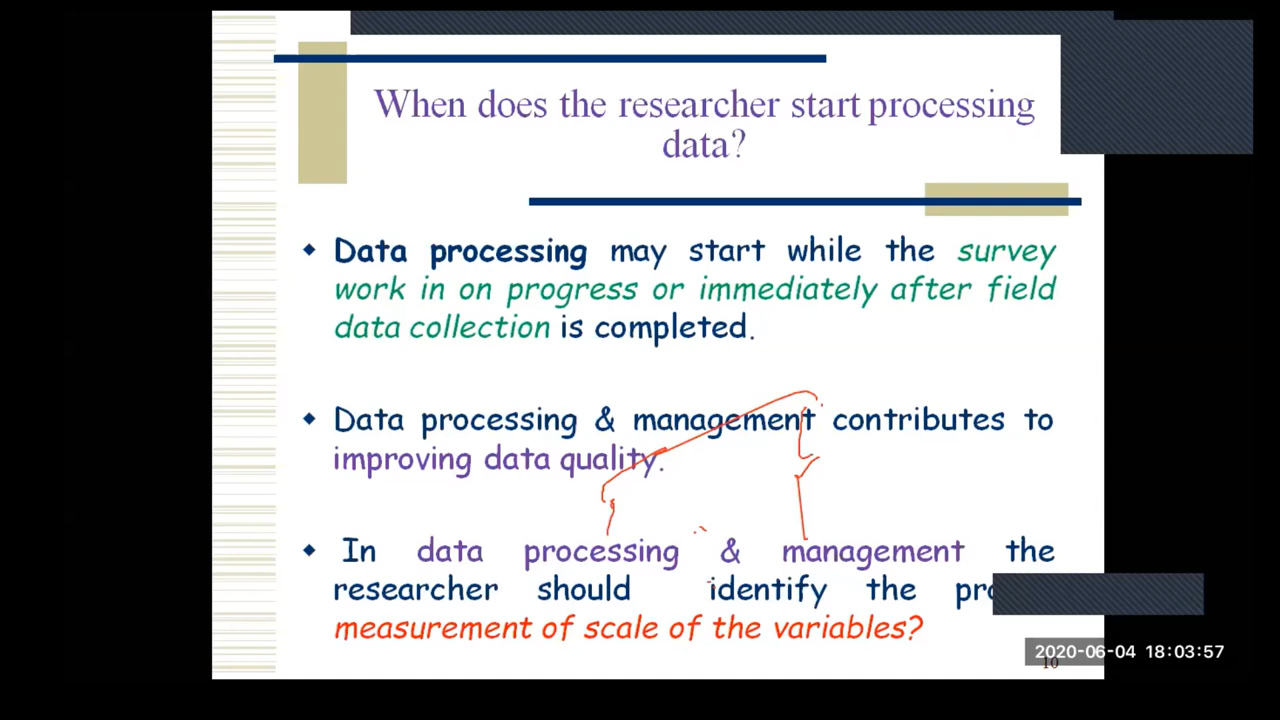 When does the researcher start processing
data?
Data processing may start while the survey
work in on progress or immediately after field
data collection is completed.
Data processing & management contributes to
improving data quality.
In data processing & management the
researcher should identify the
measurement of scale of the variables?
2020-06-04 18:03:57
10